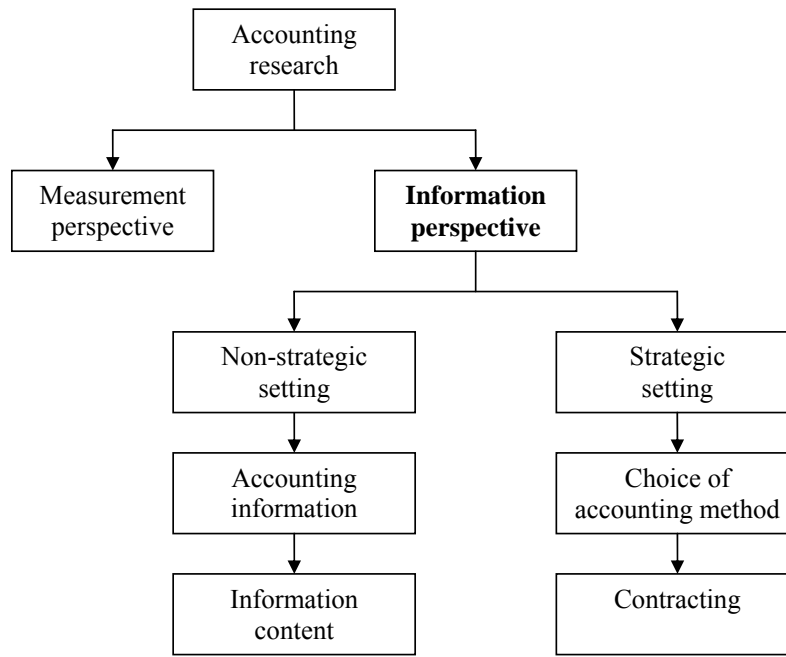 Accounting
research
Measurement
perspective
Information
perspective
Non-strategic
setting
Strategic
setting
Accounting
information
Choice of
accounting method
Information
content
Contracting